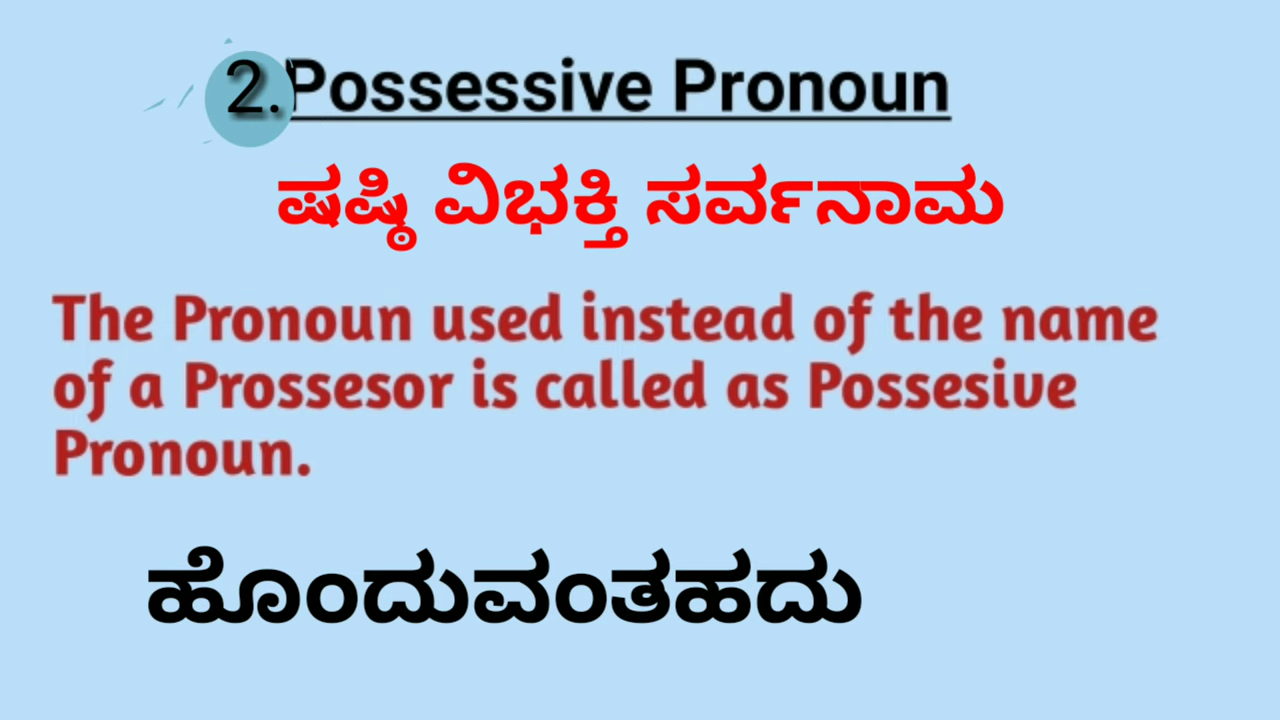 2. Possessive Pronoun
ಷಷ್ಠಿ ವಿಭಕ್ತಿ ಸರ್ವನಾಮ
The Pronoun used instead of the name
of a Prossesor is called as Possesive
Pronoun.
ಹೊಂದುವಂತಹದು